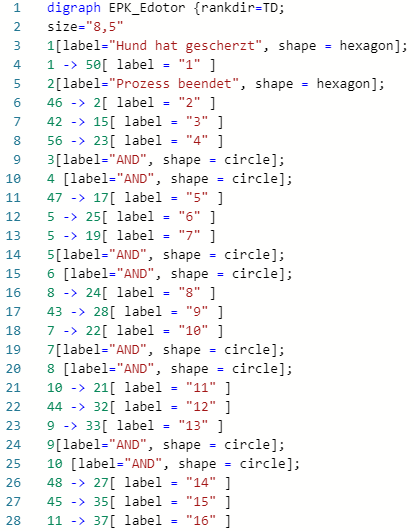 1 digraph EPK_Edotor {rankdir=TD;
2 size="8,5"
3 1[label="Hund hat gescherzt", shape = hexagon];
4 1 -> 50[ label = "1" ]
5 2[label="Prozess beendet", shape = hexagon];
6 46 -> 2[ label = "2" ]
7 42 -> 15[ label = "3" ]
8 56 -> 23[ label = "4" ]
9 3[label="AND", shape = circle];
10 4 [label="AND", shape = circle];
11 47 -> 17[ label = "5" ]
12 5 -> 25[ label = "6" ]
13 5 -> 19[ label = "7" ]
14 5[label="AND", shape = circle];
15 6 [label="AND", shape = circle];
16 8 -> 24[ label = "8" ]
17 43 -> 28[ label = "9" ]
18 7 -> 22[ label = "10" ]
19 7[label="AND", shape = circle];
20 8 [label="AND", shape = circle];
21 10 -> 21[ label = "11" ]
22 44 -> 32[ label = "12" ]
23 9 -> 33[ label = "13" ]
24 9[label="AND", shape = circle];
25 10 [label="AND", shape = circle];
26 48 -> 27[ label = "14" ]
27 45 -> 35[ label = "15" ]
28 11 -> 37[ label = "16" ]